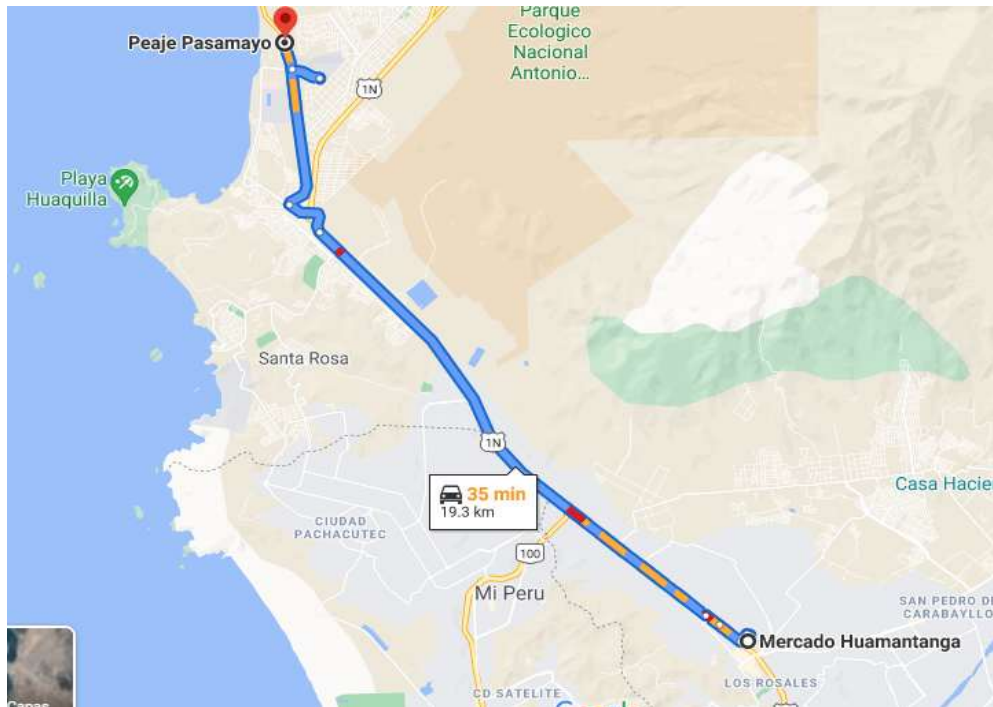 Parque
Ecologico
Nacional
Antonio...
Peaje Pasamayo
1N
Playa
Huaquilla
Santa Rosa
1N
35 min
19.3 km
Casa Hacie
CIUDAD
PACHACUTEC
100
Mi Peru
SAN PEDRO DE
CARABAYLLO
Mercado Huamantanga
LOS ROSALES
CD SATELITE
Capas